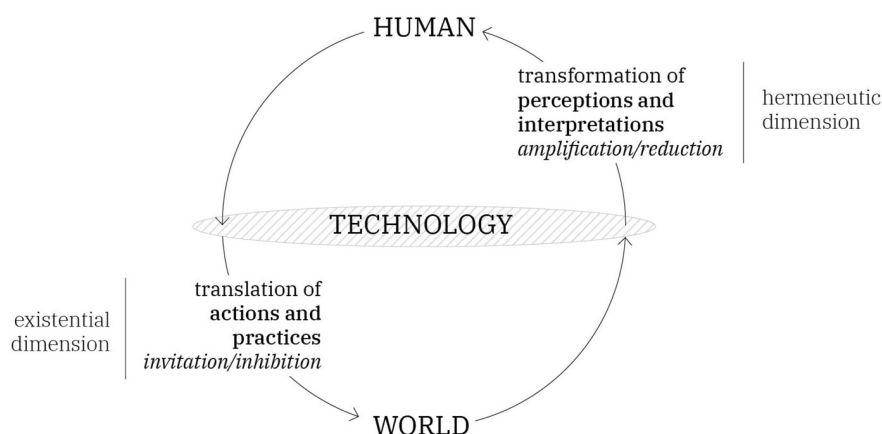 HUMAN
transformation of
perceptions and
interpretations
amplification/reduction
hermeneutic
dimension
TECHNOLOGY
translation of
actions and
practices
invitation/inhibition
existential
dimension
WORLD